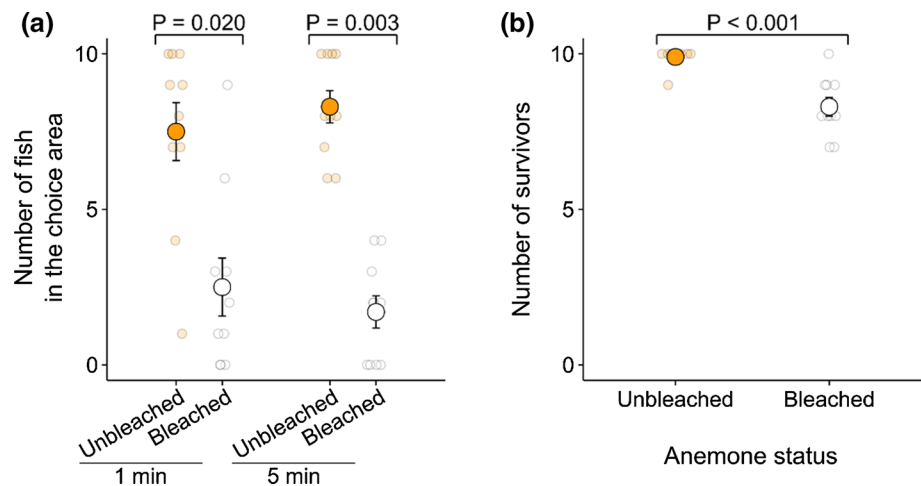 (a)
P = 0.020
P = 0.003
Number of fish
in the choice area
10
5
0
Unbleached
Bleached
Unbleached
Bleached
1 min
5 min
(b)
P < 0.001
Number of survivors
10
5
0
Unbleached
Bleached
Anemone status